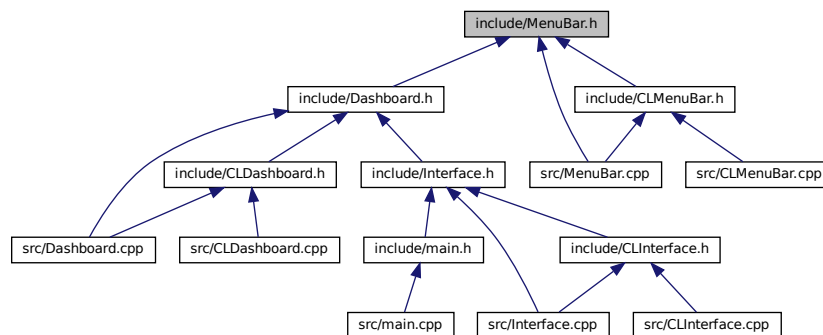 include/MenuBar.h
include/Dashboard.h
include/CLMenuBar.h
include/CLDashboard.h
include/Interface.h
src/MenuBar.cpp
src/CLMenuBar.cpp
src/Dashboard.cpp
src/CLDashboard.cpp
include/main.h
include/CLInterface.h
src/main.cpp
src/Interface.cpp
src/CLInterface.cpp